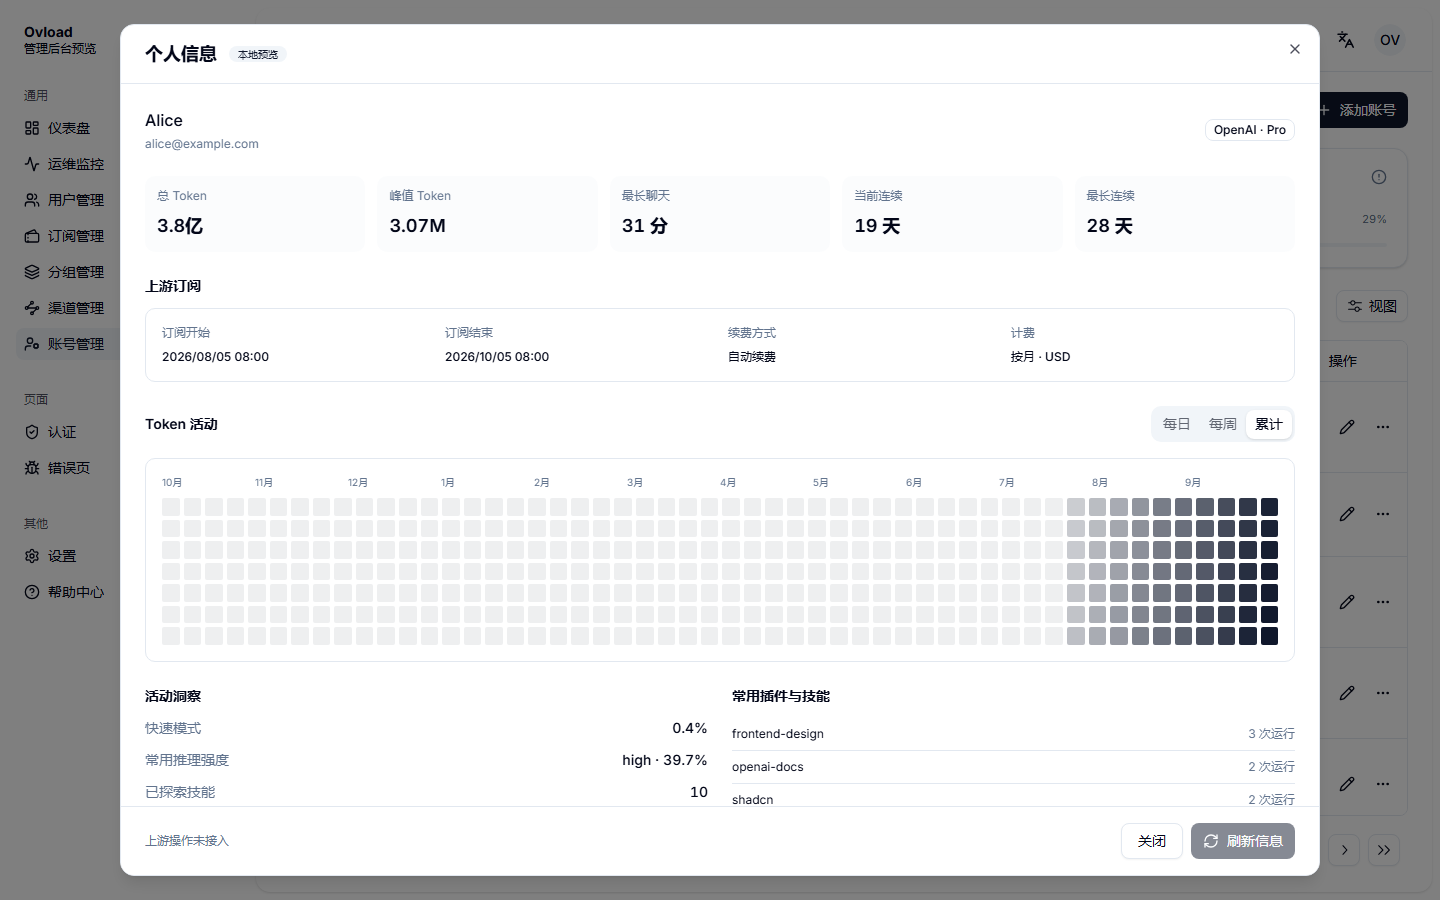 Ovload
管理后台预览
通用
仪表盘
运维监控
用户管理
订阅管理
分组管理
渠道管理
账号管理
页面
认证
错误页
其他
设置
帮助中心
OV
添加账号
29%
视图
操作
个人信息
本地预览
Alice
alice@example.com
OpenAI · Pro
总 Token
3.8亿
峰值 Token
3.07M
最长聊天
31 分
当前连续
19 天
最长连续
28 天
上游订阅
订阅开始
2026/08/05 08:00
订阅结束
2026/10/05 08:00
续费方式
自动续费
计费
按月 · USD
Token 活动
每日 每周 累计
10月 11月 12月 1月 2月 3月 4月 5月 6月 7月 8月 9月
活动洞察
快速模式 0.4%
常用推理强度 high · 39.7%
已探索技能 10
常用插件与技能
frontend-design 3 次运行
openai-docs 2 次运行
shadcn 2 次运行
上游操作未接入
关闭
刷新信息